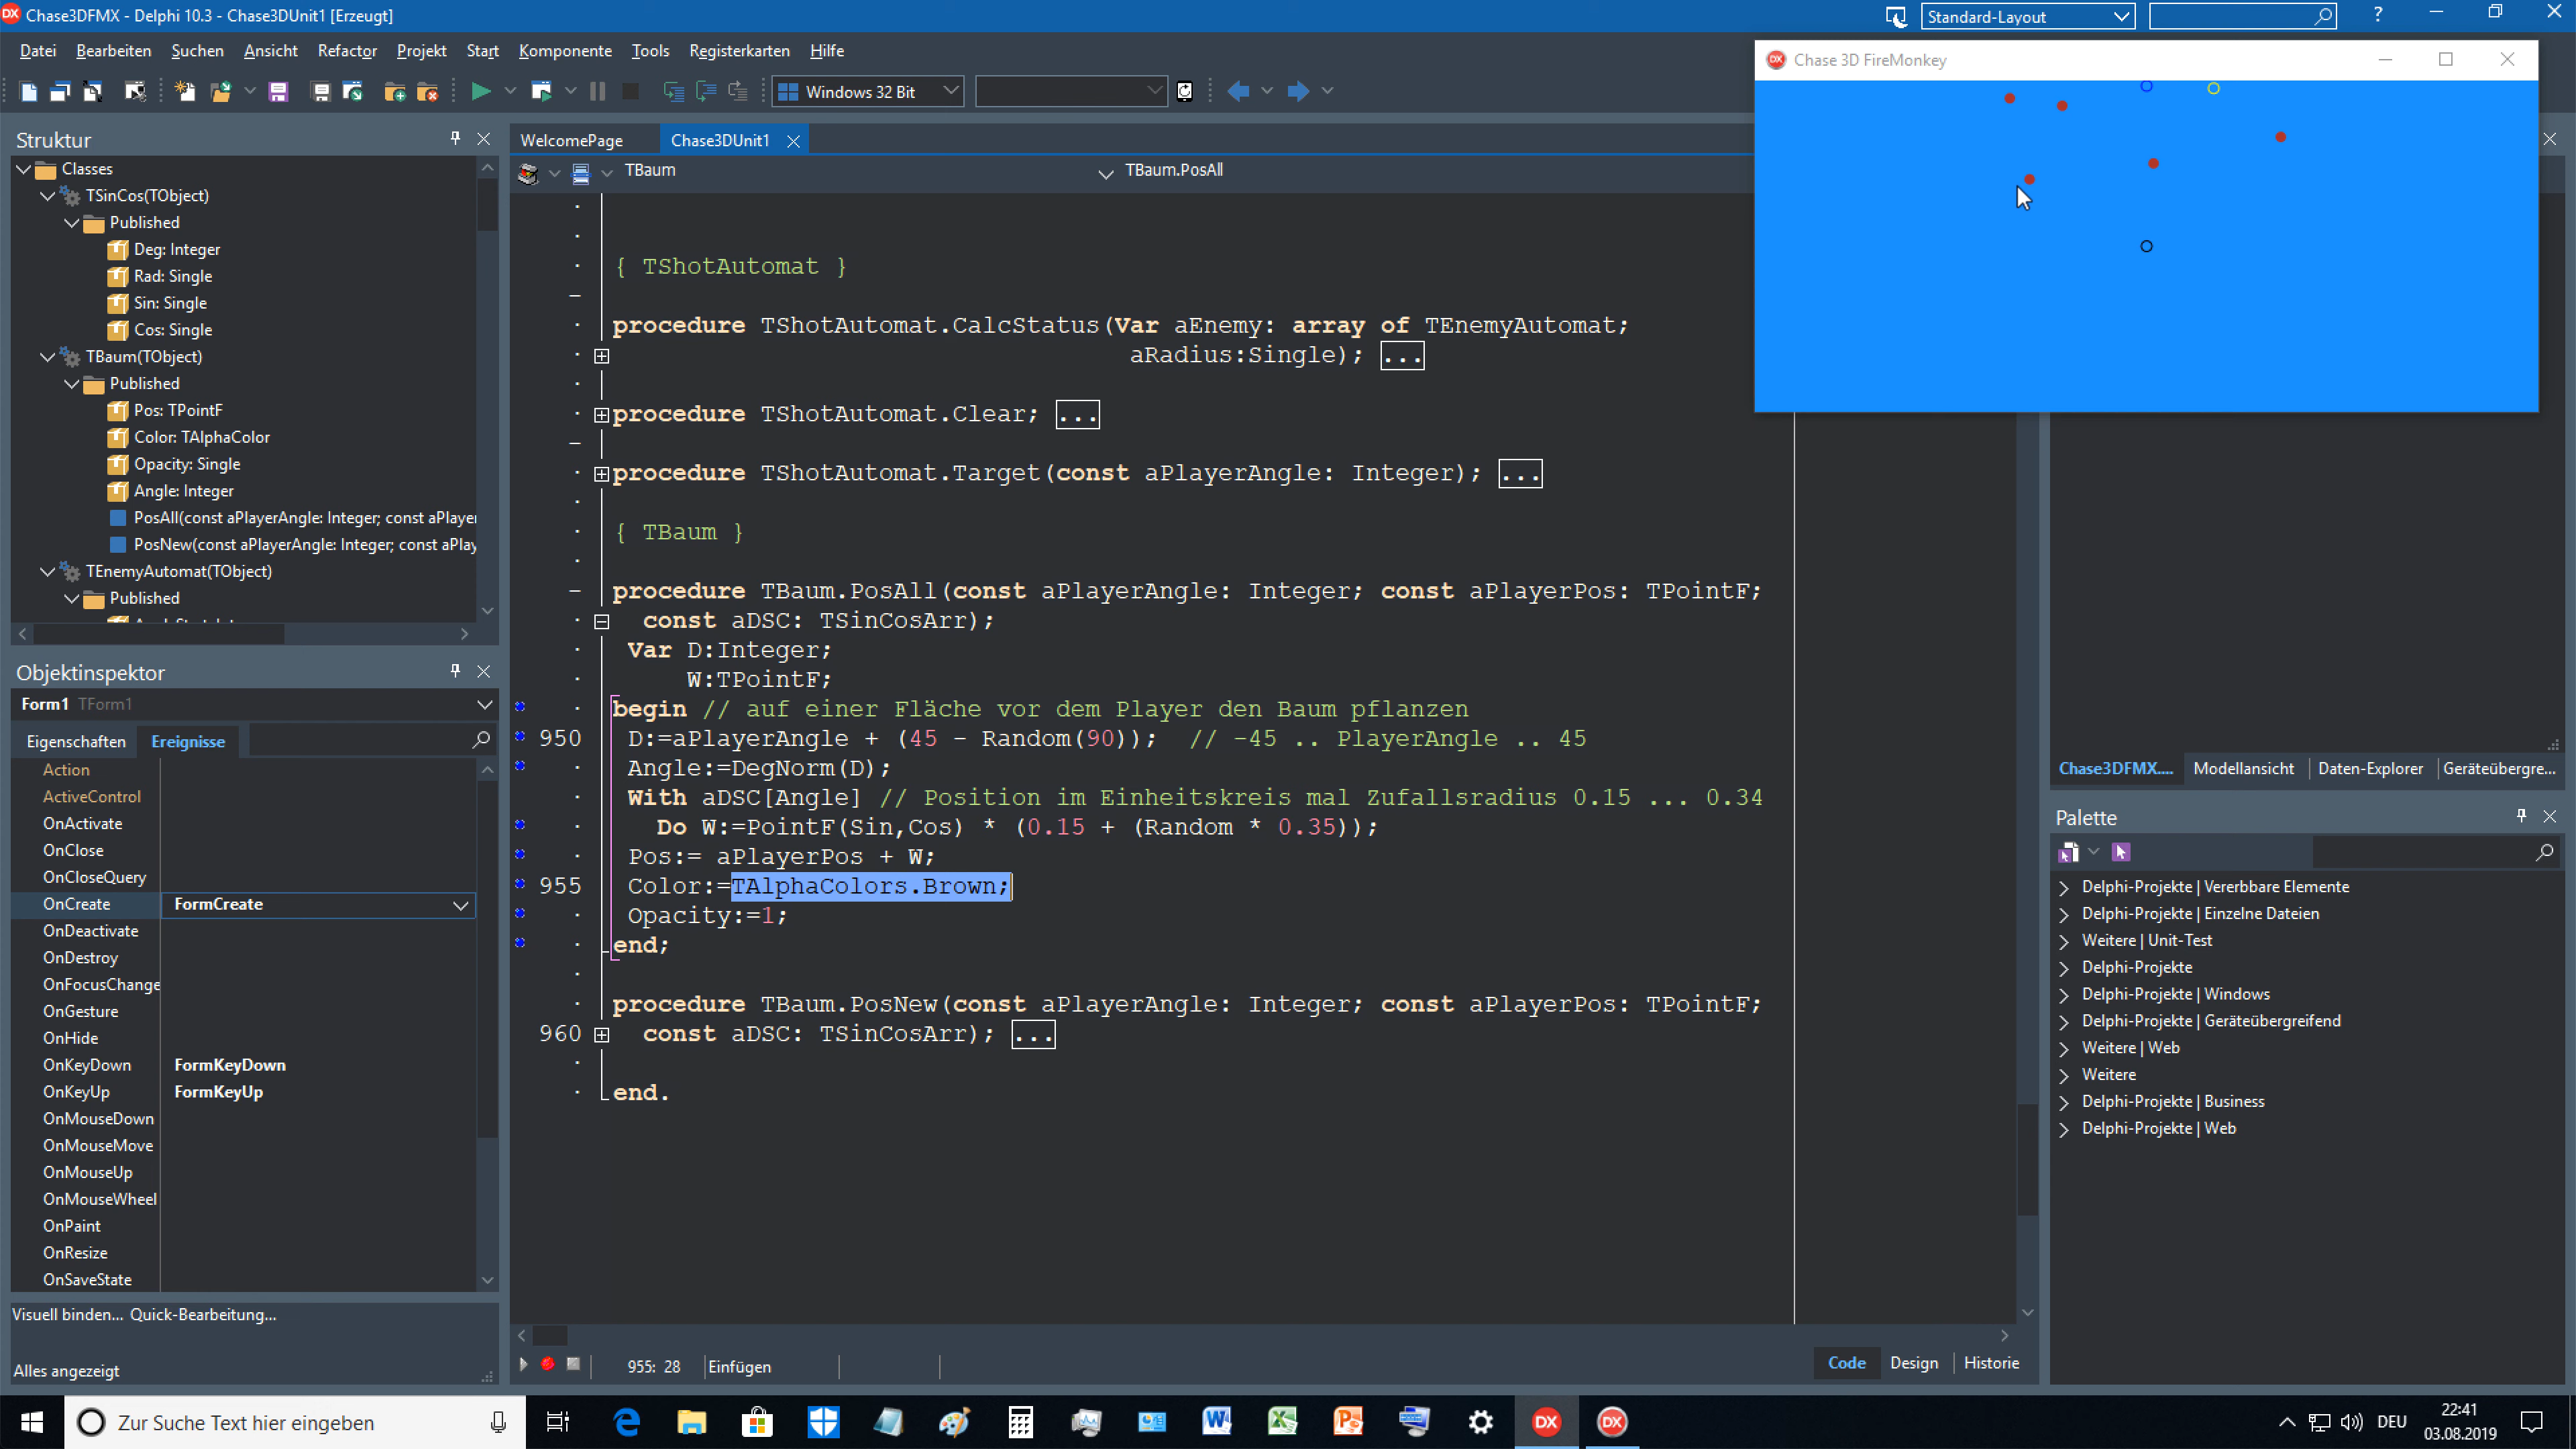 Chase3DFMX - Delphi 10.3 - Chase3DUnit1 [Erzeugt]
Standard-Layout
?
Datei Bearbeiten Suchen Ansicht Refactor Projekt Start Komponente Tools Registerkarten Hilfe
Windows 32 Bit
Chase 3D FireMonkey
Struktur
Classes
TSinCos(TObject)
Published
Deg: Integer
Rad: Single
Sin: Single
Cos: Single
TBaum(TObject)
Published
Pos: TPointF
Color: TAlphaColor
Opacity: Single
Angle: Integer
PosAll(const aPlayerAngle: Integer; const aPlayer
PosNew(const aPlayerAngle: Integer; const aPlay
TEnemyAutomat(TObject)
Published
WelcomePage
Chase3DUnit1
TBaum
TBaum.PosAll
{ TShotAutomat }
procedure TShotAutomat.CalcStatus(Var aEnemy: array of TEnemyAutomat;
aRadius:Single); ...
procedure TShotAutomat.Clear; ...
procedure TShotAutomat.Target(const aPlayerAngle: Integer); ...
{ TBaum }
procedure TBaum.PosAll(const aPlayerAngle: Integer; const aPlayerPos: TPointF;
const aDSC: TSinCosArr);
Var D:Integer;
W:TPointF;
begin // auf einer Fläche vor dem Player den Baum pflanzen
950 D:=aPlayerAngle + (45 - Random(90)); // -45 .. PlayerAngle .. 45
Angle:=DegNorm(D);
With aDSC[Angle] // Position im Einheitskreis mal Zufallsradius 0.15 ... 0.34
Do W:=PointF(Sin,Cos) * (0.15 + (Random * 0.35));
Pos:= aPlayerPos + W;
955 Color:=TAlphaColors.Brown;
Opacity:=1;
end;
procedure TBaum.PosNew(const aPlayerAngle: Integer; const aPlayerPos: TPointF;
960 const aDSC: TSinCosArr); ...
end.
955: 28 Einfügen
Code Design Historie
Objektinspektor
Form1 TForm1
Eigenschaften Ereignisse
Action
ActiveControl
OnActivate
OnClose
OnCloseQuery
OnCreate FormCreate
OnDeactivate
OnDestroy
OnFocusChange
OnGesture
OnHide
OnKeyDown FormKeyDown
OnKeyUp FormKeyUp
OnMouseDown
OnMouseMove
OnMouseUp
OnMouseWheel
OnPaint
OnResize
OnSaveState
Visuell binden... Quick-Bearbeitung...
Alles angezeigt
Chase3DFMX.... Modellansicht Daten-Explorer Geräteübergre...
Palette
Delphi-Projekte | Vererbbare Elemente
Delphi-Projekte | Einzelne Dateien
Weitere | Unit-Test
Delphi-Projekte
Delphi-Projekte | Windows
Delphi-Projekte | Geräteübergreifend
Weitere | Web
Weitere
Delphi-Projekte | Business
Delphi-Projekte | Web
Zur Suche Text hier eingeben
DEU
22:41
03.08.2019